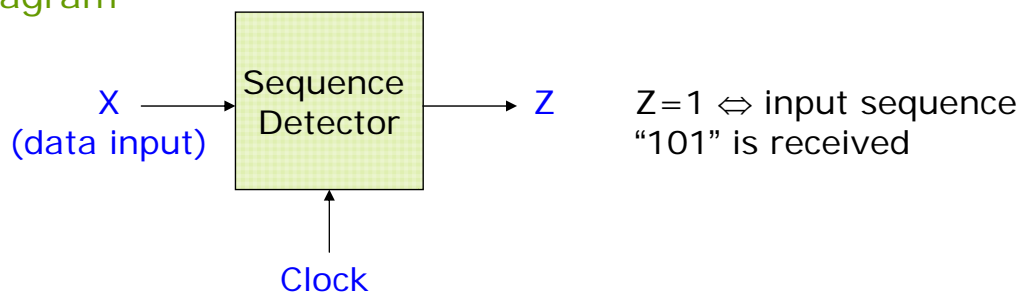 agram
Sequence
Detector
X
(data input)
Z
Z=1 ⇔ input sequence
“101” is received
Clock